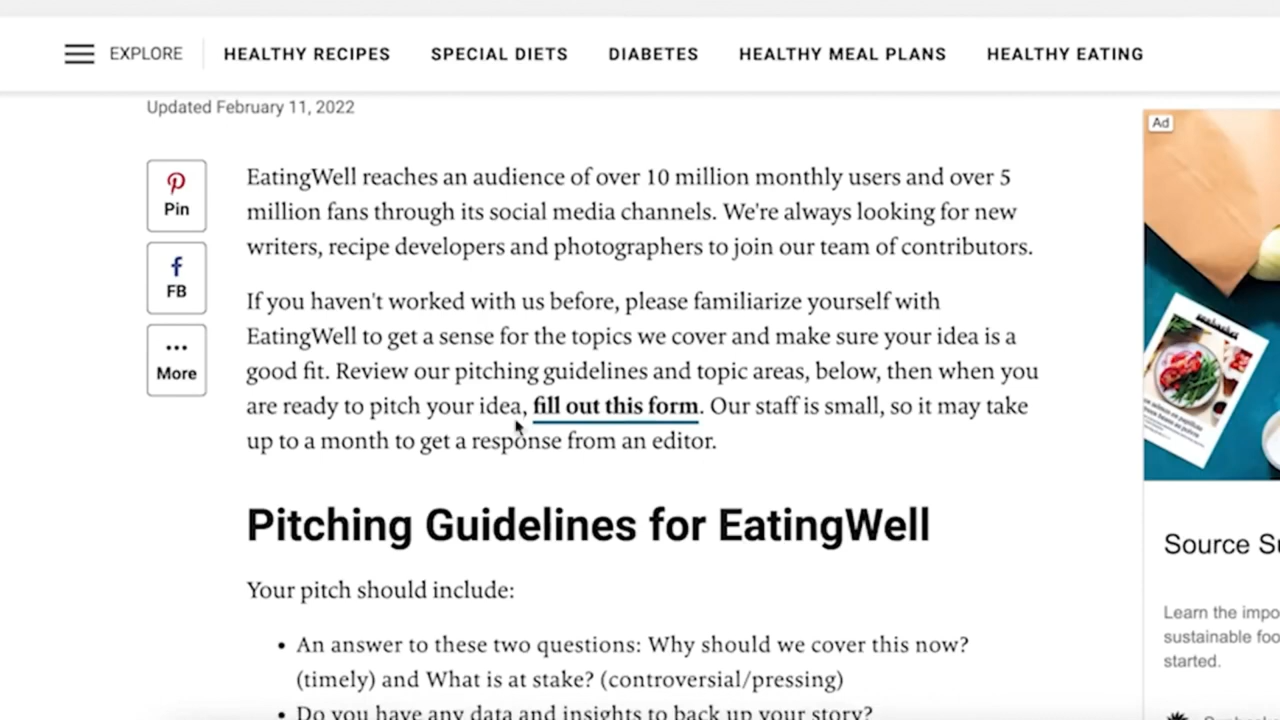 EXPLORE
HEALTHY RECIPES
SPECIAL DIETS
DIABETES
HEALTHY MEAL PLANS
HEALTHY EATING
Updated February 11, 2022
Ad
Pin
FB
More
EatingWell reaches an audience of over 10 million monthly users and over 5
million fans through its social media channels. We're always looking for new
writers, recipe developers and photographers to join our team of contributors.
If you haven't worked with us before, please familiarize yourself with
EatingWell to get a sense for the topics we cover and make sure your idea is a
good fit. Review our pitching guidelines and topic areas, below, then when you
are ready to pitch your idea, fill out this form. Our staff is small, so it may take
up to a month to get a response from an editor.
Pitching Guidelines for EatingWell
Your pitch should include:
• An answer to these two questions: Why should we cover this now?
(timely) and What is at stake? (controversial/pressing)
• Do you have any data and insights to back up your story?
Source Su
Learn the impo
sustainable foo
started.